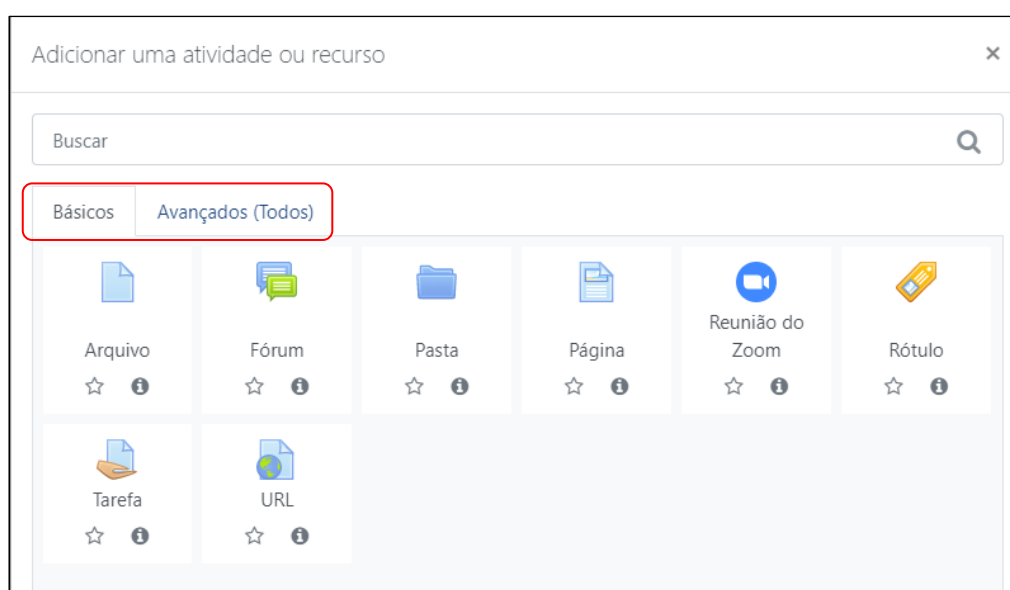 Adicionar uma atividade ou recurso ×
Buscar
Básicos Avançados (Todos)
Arquivo Fórum Pasta Página Reunião do Zoom Rótulo
Tarefa URL